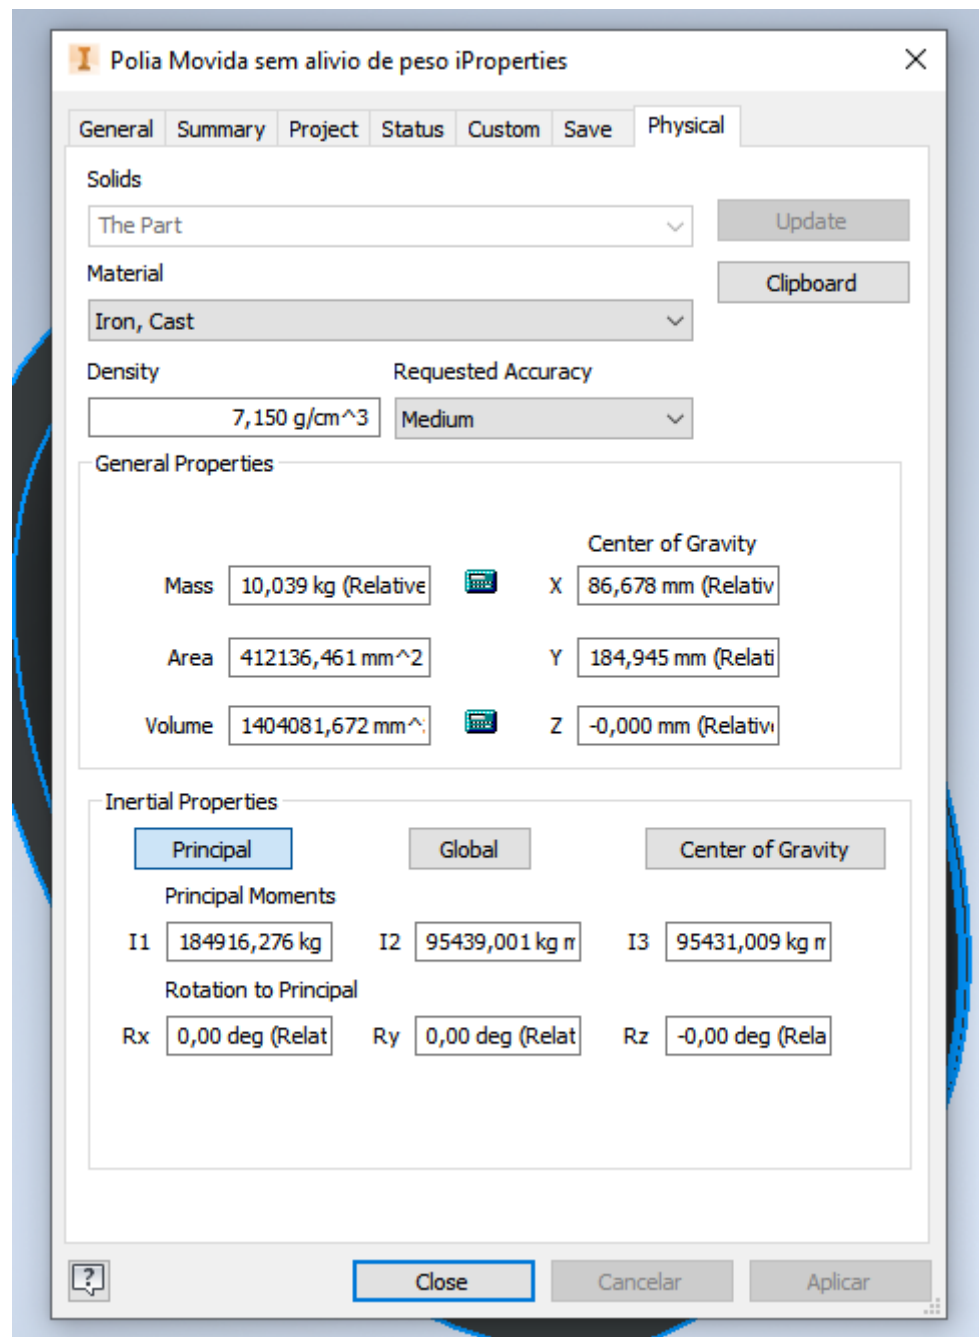 Polia Movida sem alivio de peso iProperties
General Summary Project Status Custom Save Physical
Solids
The Part
Update
Material
Clipboard
Iron, Cast
Density Requested Accuracy
7,150 g/cm^3 Medium
General Properties
Center of Gravity
Mass 10,039 kg (Relative X 86,678 mm (Relativ
Area 412136,461 mm^2 Y 184,945 mm (Relati
Volume 1404081,672 mm^ Z -0,000 mm (Relative
Inertial Properties
Principal Global Center of Gravity
Principal Moments
I1 184916,276 kg I2 95439,001 kg m I3 95431,009 kg m
Rotation to Principal
Rx 0,00 deg (Relat Ry 0,00 deg (Relat Rz -0,00 deg (Rela
? Close Cancelar Aplicar